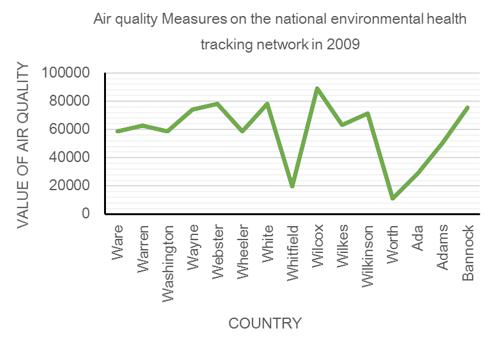 Air quality Measures on the national environmental health
tracking network in 2009
VALUE OF AIR QUALITY
100000
80000
60000
40000
20000
0
Ware
Warren
Washington
Wayne
Webster
Wheeler
White
Whitfield
Wilcox
Wilkes
Wilkinson
Worth
Ada
Adams
Bannock
COUNTRY